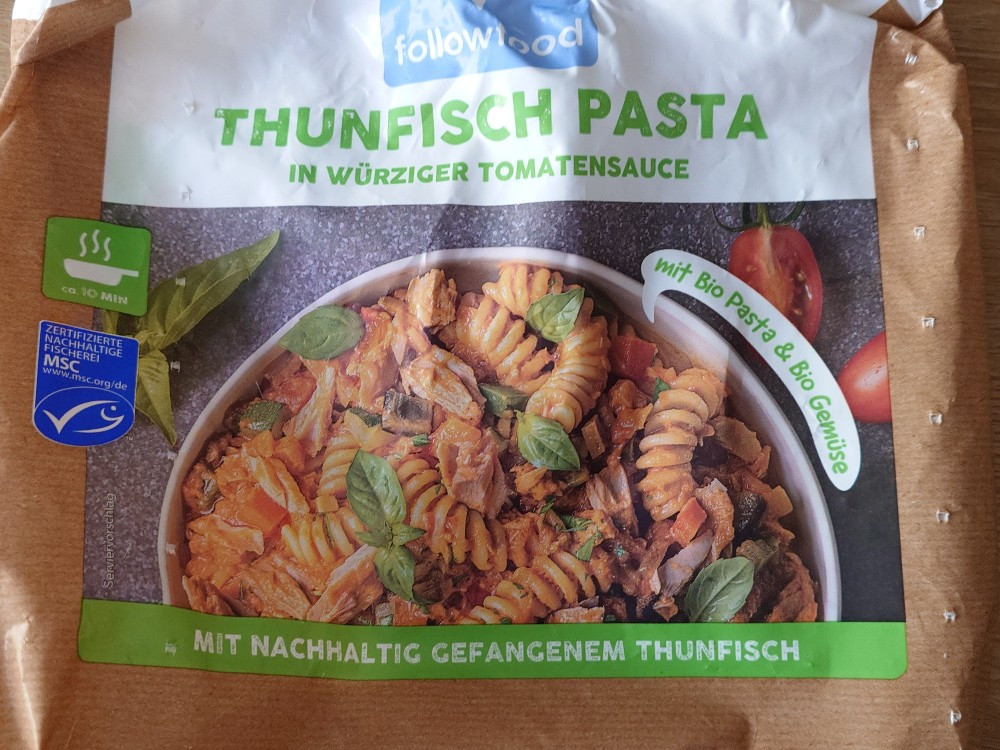 followfood
THUNFISCH PASTA
IN WÜRZIGER TOMATENSAUCE
mit Bio Pasta & Bio Gemüse
ca. 10 MIN
ZERTIFIZIERTE
NACHHALTIGE
FISCHEREI
MSC
www.msc.org/de
Serviervorschlag
MIT NACHHALTIG GEFANGENEM THUNFISCH